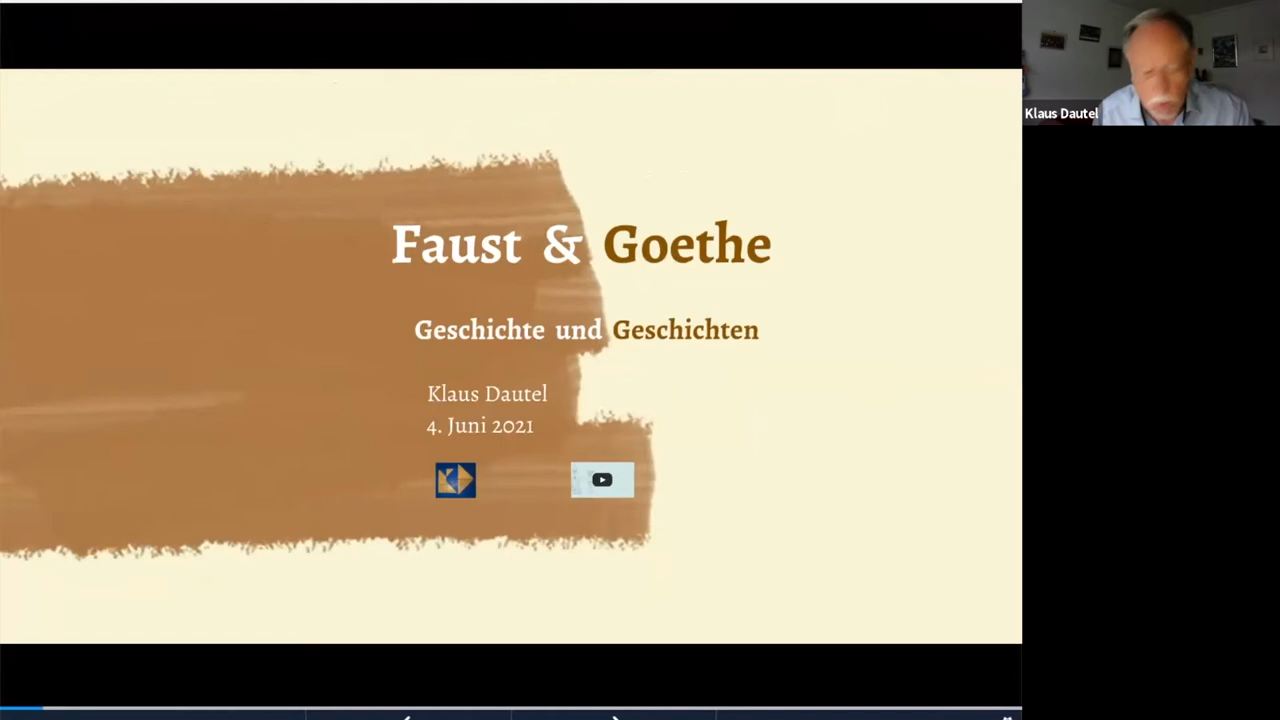 Faust & Goethe
Geschichte und Geschichten
Klaus Dautel
4. Juni 2021
Klaus Dautel